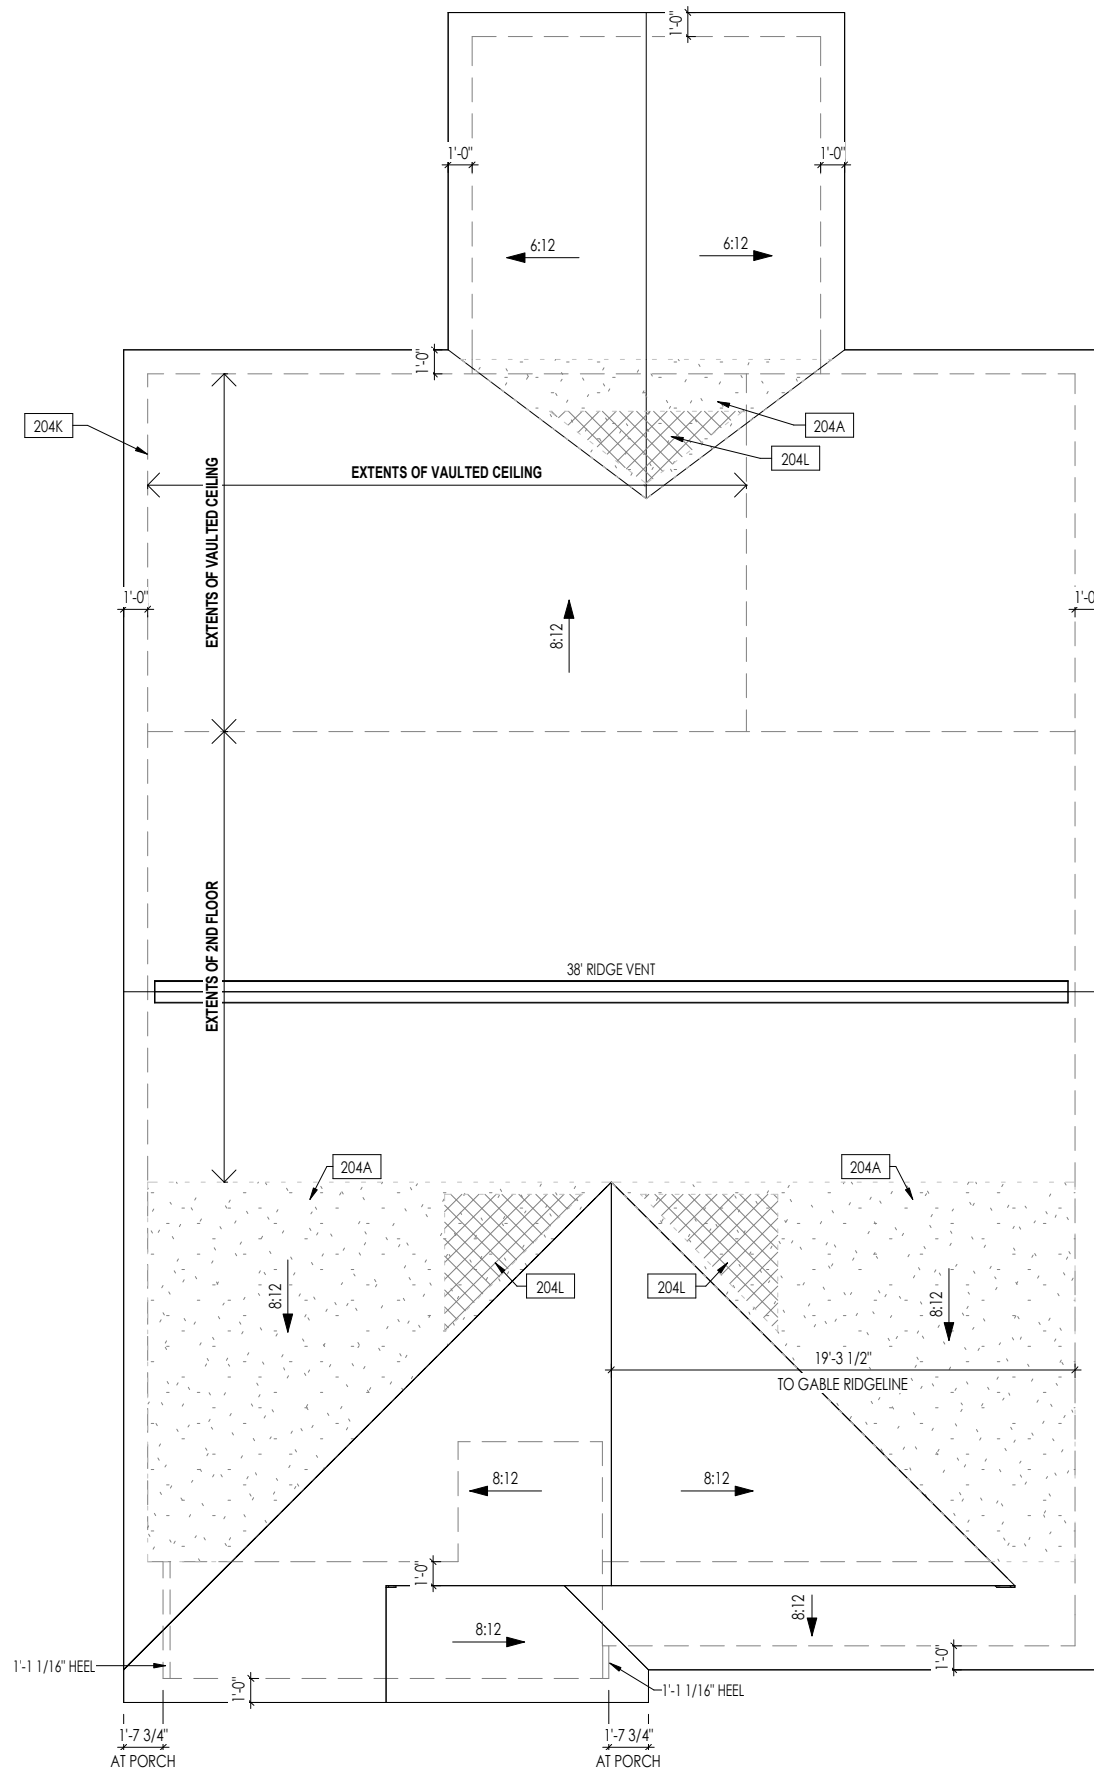 1'-0"
1'-0"
1'-0"
6:12
6:12
1'-0"
204K
204A
204L
EXTENTS OF VAULTED CEILING
EXTENTS OF VAULTED CEILING
1'-0"
1'-0
8:12
EXTENTS OF 2ND FLOOR
38' RIDGE VENT
204A
204A
204L
204L
8:12
8:12
19'-3 1/2"
TO GABLE RIDGELINE
8:12
8:12
1'-0"
8:12
8:12
1'-0"
1'-1 1/16" HEEL
1'-0"
1'-1 1/16" HEEL
1'-7 3/4"
AT PORCH
1'-7 3/4"
AT PORCH